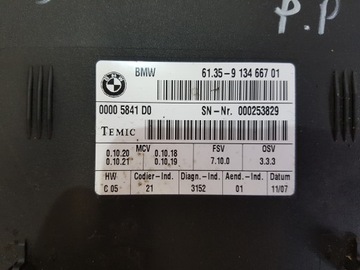 P.P
BMW 61.35-9 134 667 01
0000 5841 D0 SN-Nr. 000253829
TEMIC
MCV FSV OSV
0.10.20 0.10.18
0.10.21 0.10.19 7.10.0 3.3.3
HW Codier-Ind. Diagn.-Ind. Aend.-Ind. Datum
C 05 21 3152 01 11/07